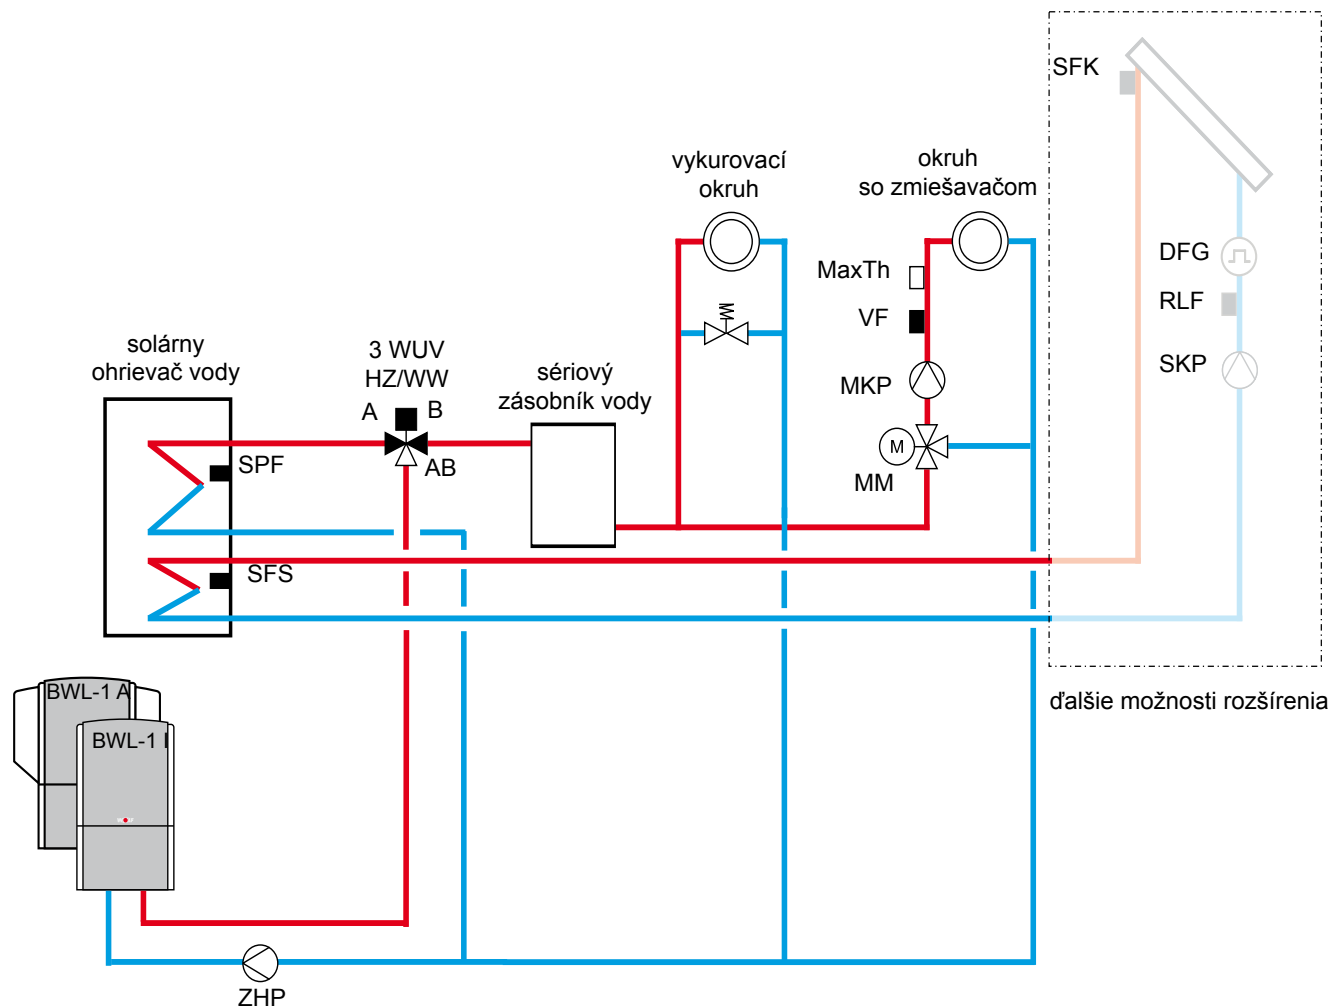 SFK
vykurovací
okruh
okruh
so zmiešavačom
DFG
MaxTh
RLF
VF
solárny
ohrievač vody
3 WUV
HZ/WW
sériový
zásobník vody
SKP
MKP
A
B
M
SPF
AB
MM
SFS
BWL-1 A
ďalšie možnosti rozšírenia
BWL-1 I
ZHP